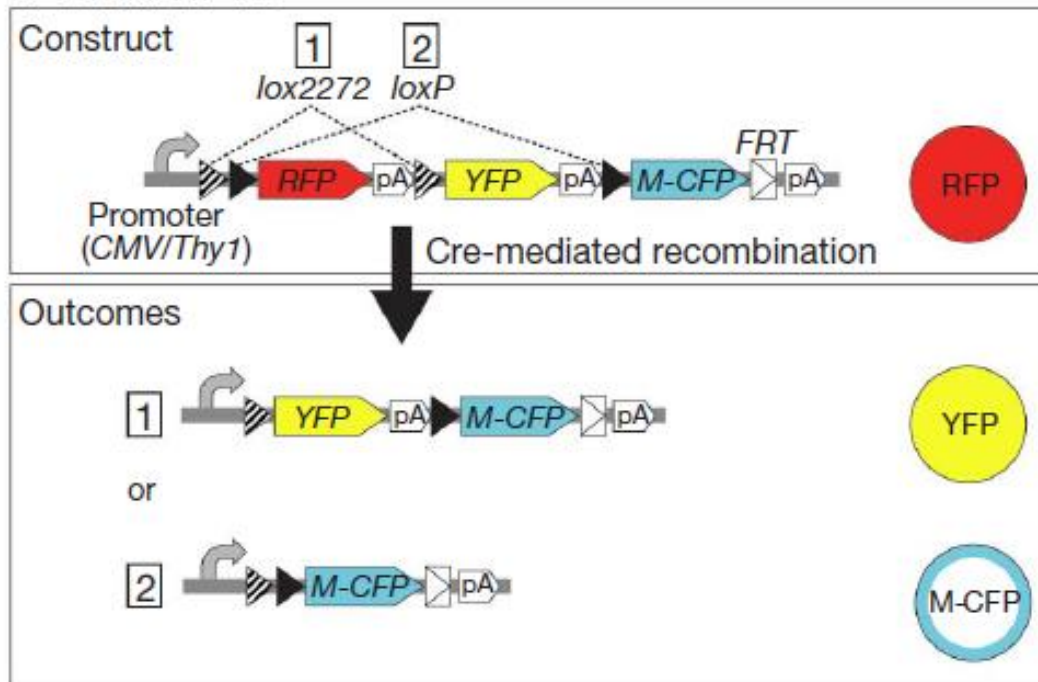 Construct
1 2
lox2272 loxP
FRT
RFP pA YFP pA M-CFP pA
RFP
Promoter
(CMV/Thy1)
Cre-mediated recombination
Outcomes
1 YFP pA M-CFP pA
YFP
or
2 M-CFP pA
M-CFP